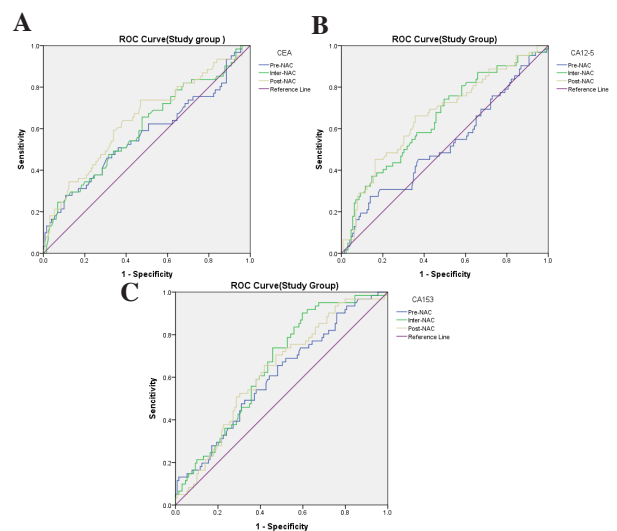 A
ROC Curve(Study group )
CEA
Pre-NAC
Inter-NAC
Post-NAC
Reference Line
Sensitivity
1.0
0.8
0.6
0.4
0.2
0.0
0.0 0.2 0.4 0.6 0.8 1.0
1 - Specificity
B
ROC Curve(Study Group)
CA12-5
Pre-NAC
Inter-NAC
Post-NAC
Reference Line
Sensitivity
1.0
0.8
0.6
0.4
0.2
0.0
0.0 0.2 0.4 0.6 0.8 1.0
1 - Specificity
C
ROC Curve(Study Group)
CA153
Pre-NAC
Inter-NAC
Post-NAC
Reference Line
Sencitivity
1.0
0.8
0.6
0.4
0.2
0.0
0.0 0.2 0.4 0.6 0.8 1.0
1 - Specificity